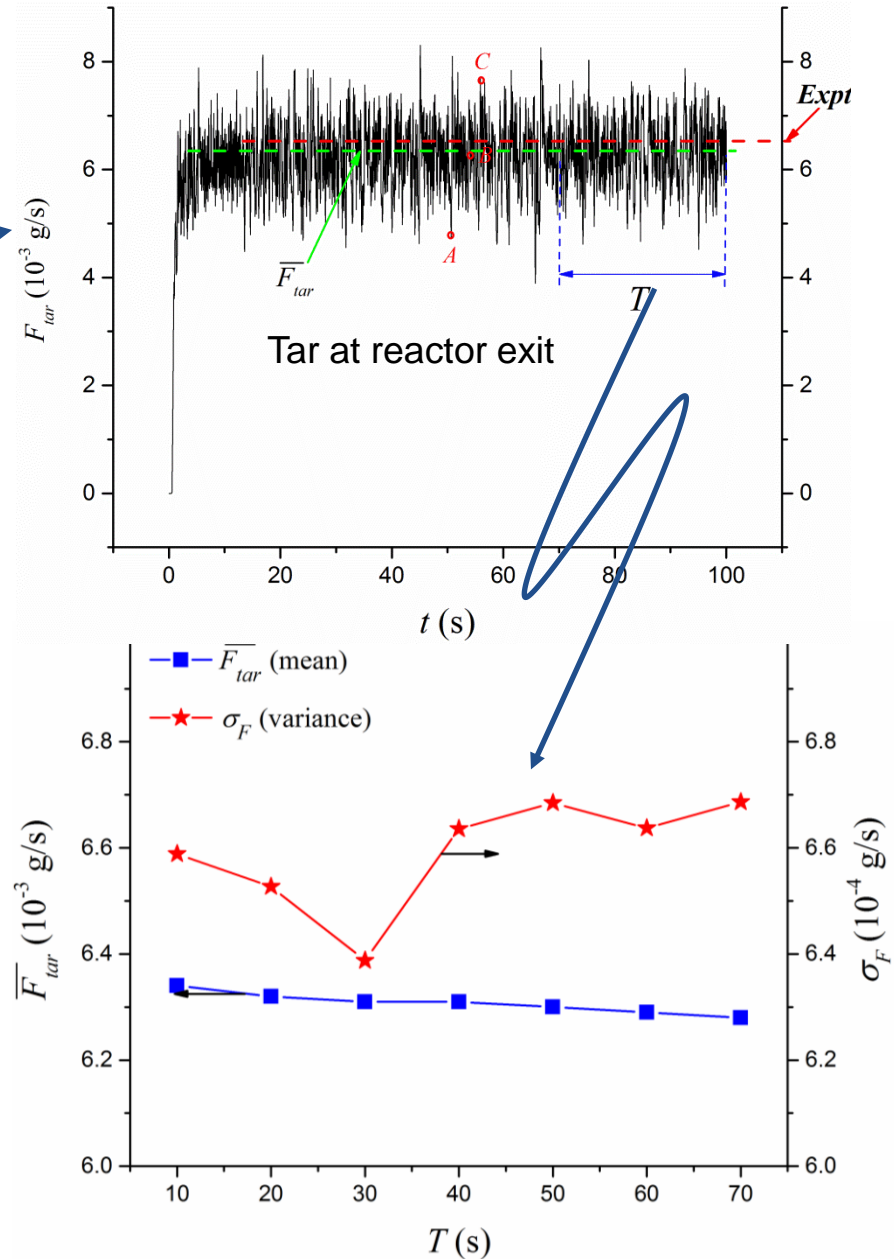 8
8
C
Expt
6
6
B
A
F̅_tar
4
4
T
F_tar (10^-3 g/s)
Tar at reactor exit
2
2
0
0
0 20 40 60 80 100
t (s)
F̅_tar (mean)
σ_F (variance)
6.8
6.8
6.6
6.6
F̅_tar (10^-3 g/s)
σ_F (10^-4 g/s)
6.4
6.4
6.2
6.2
6.0
6.0
10 20 30 40 50 60 70
T (s)